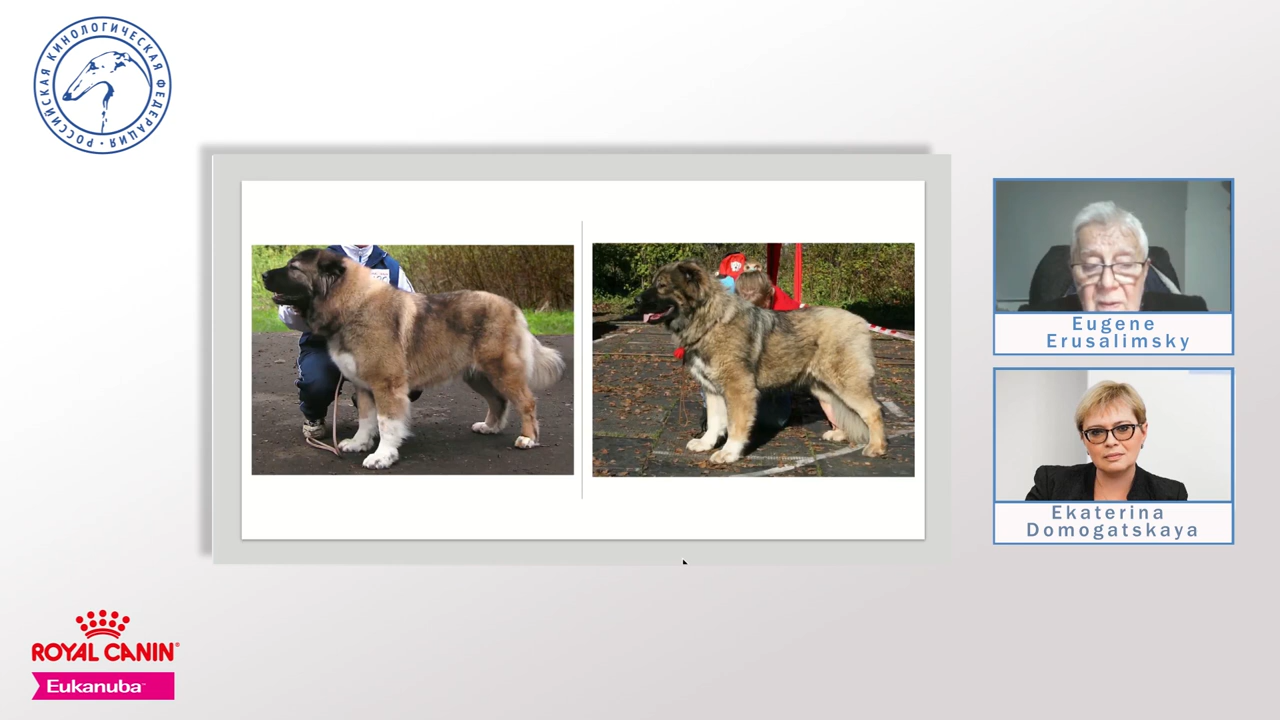 РОССИЙСКАЯ КИНОЛОГИЧЕСКАЯ ФЕДЕРАЦИЯ
Eugene
Erusalimsky
Ekaterina
Domogatskaya
ROYAL CANIN
Eukanuba